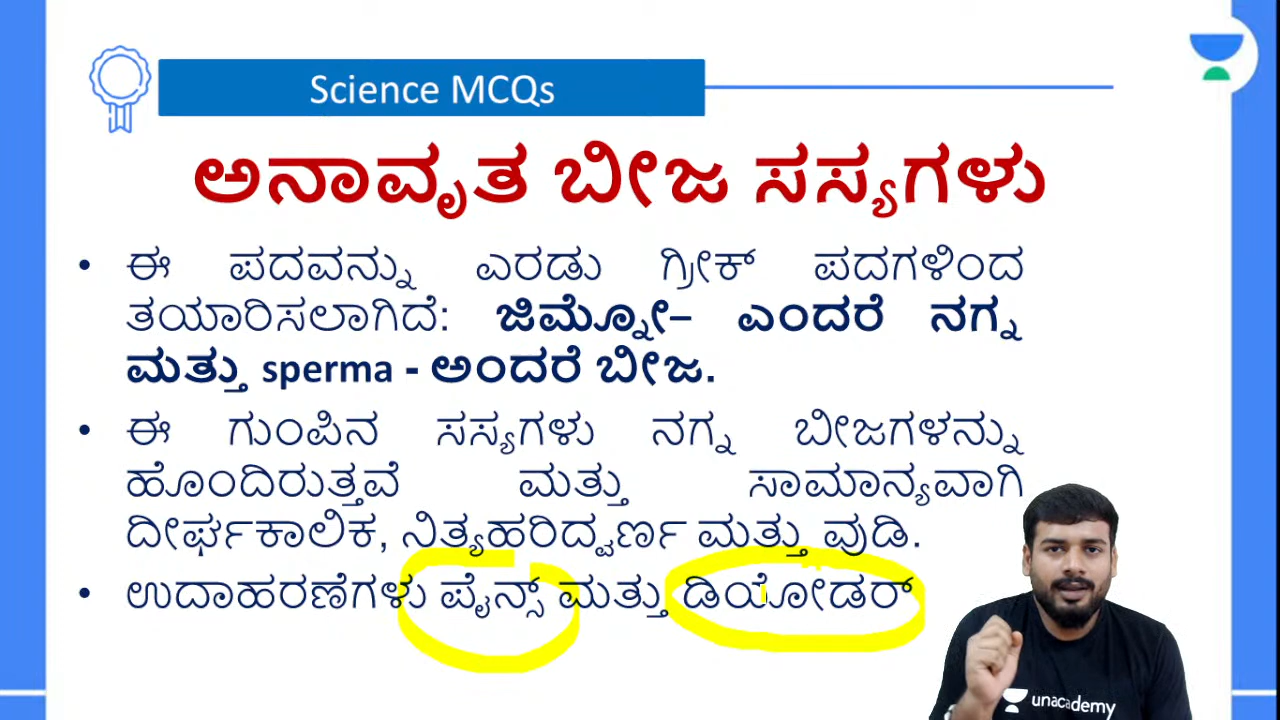 Science MCQs
ಅನಾವೃತ ಬೀಜ ಸಸ್ಯಗಳು
• ಈ ಪದವನ್ನು ಎರಡು ಗ್ರೀಕ್ ಪದಗಳಿಂದ
ತಯಾರಿಸಲಾಗಿದೆ: ಜಿಮ್ನೋ– ಎಂದರೆ ನಗ್ನ
ಮತ್ತು sperma - ಅಂದರೆ ಬೀಜ.
• ಈ ಗುಂಪಿನ ಸಸ್ಯಗಳು ನಗ್ನ ಬೀಜಗಳನ್ನು
ಹೊಂದಿರುತ್ತವೆ ಮತ್ತು ಸಾಮಾನ್ಯವಾಗಿ
ದೀರ್ಘಕಾಲಿಕ, ನಿತ್ಯಹರಿದ್ವರ್ಣ ಮತ್ತು ವುಡಿ.
• ಉದಾಹರಣೆಗಳು ಪೈನ್ಸ್ ಮತ್ತು ಡಿಯೋಡರ್
unacademy